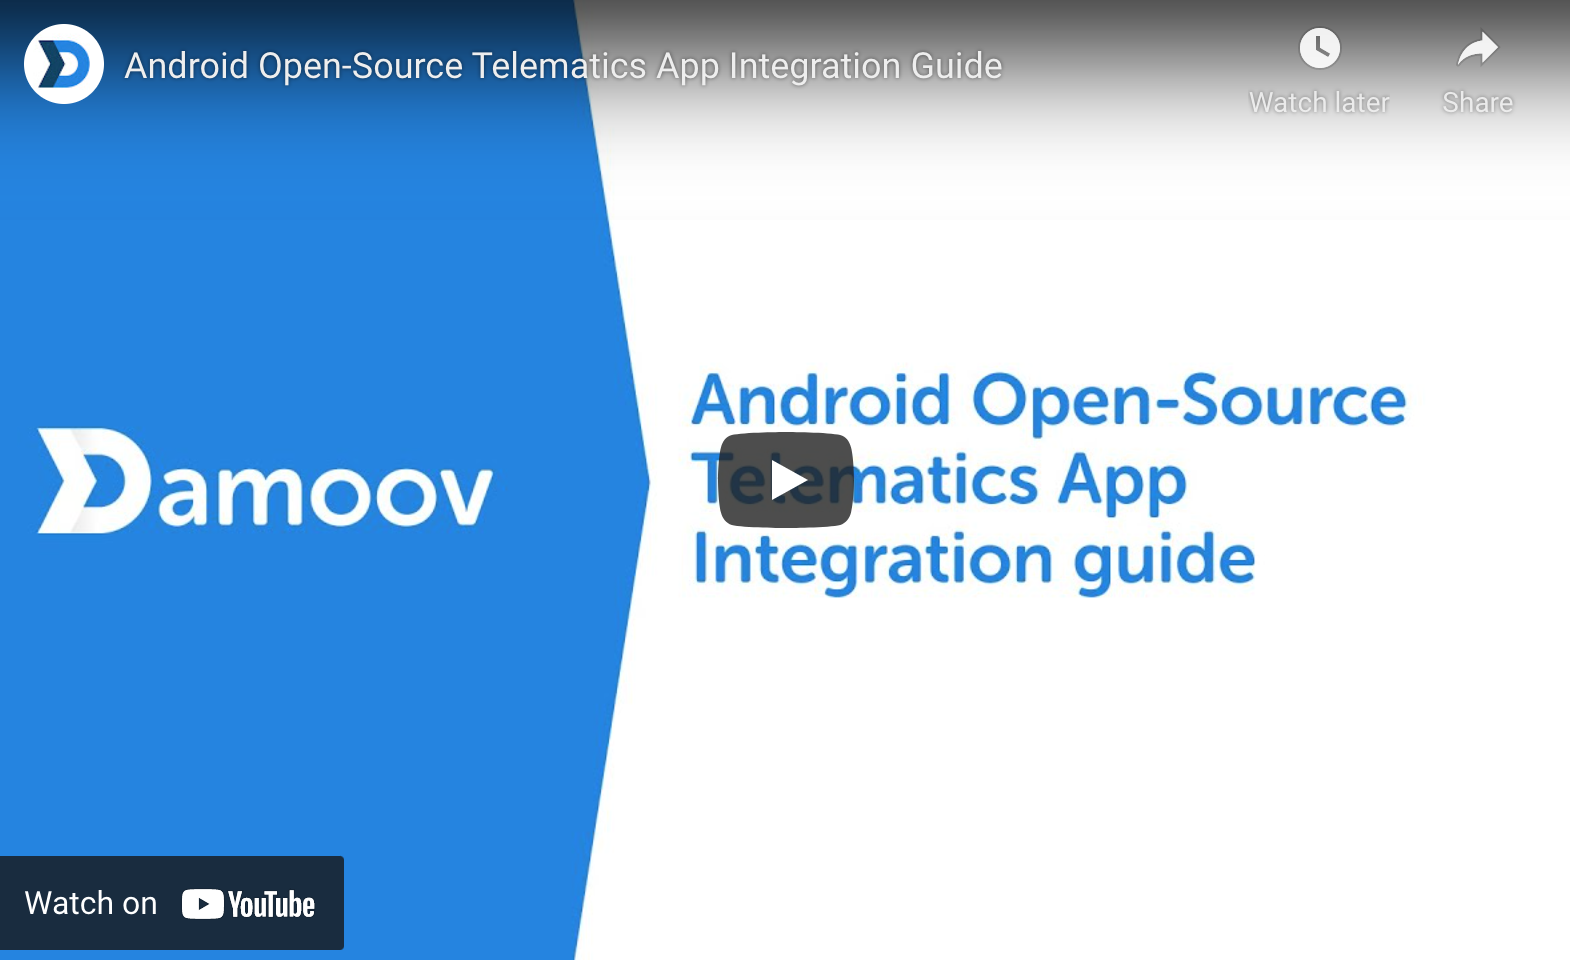 Android Open-Source Telematics App Integration Guide
Watch later
Share
Damoov
Android Open-Source
Telematics App
Integration guide
Watch on YouTube